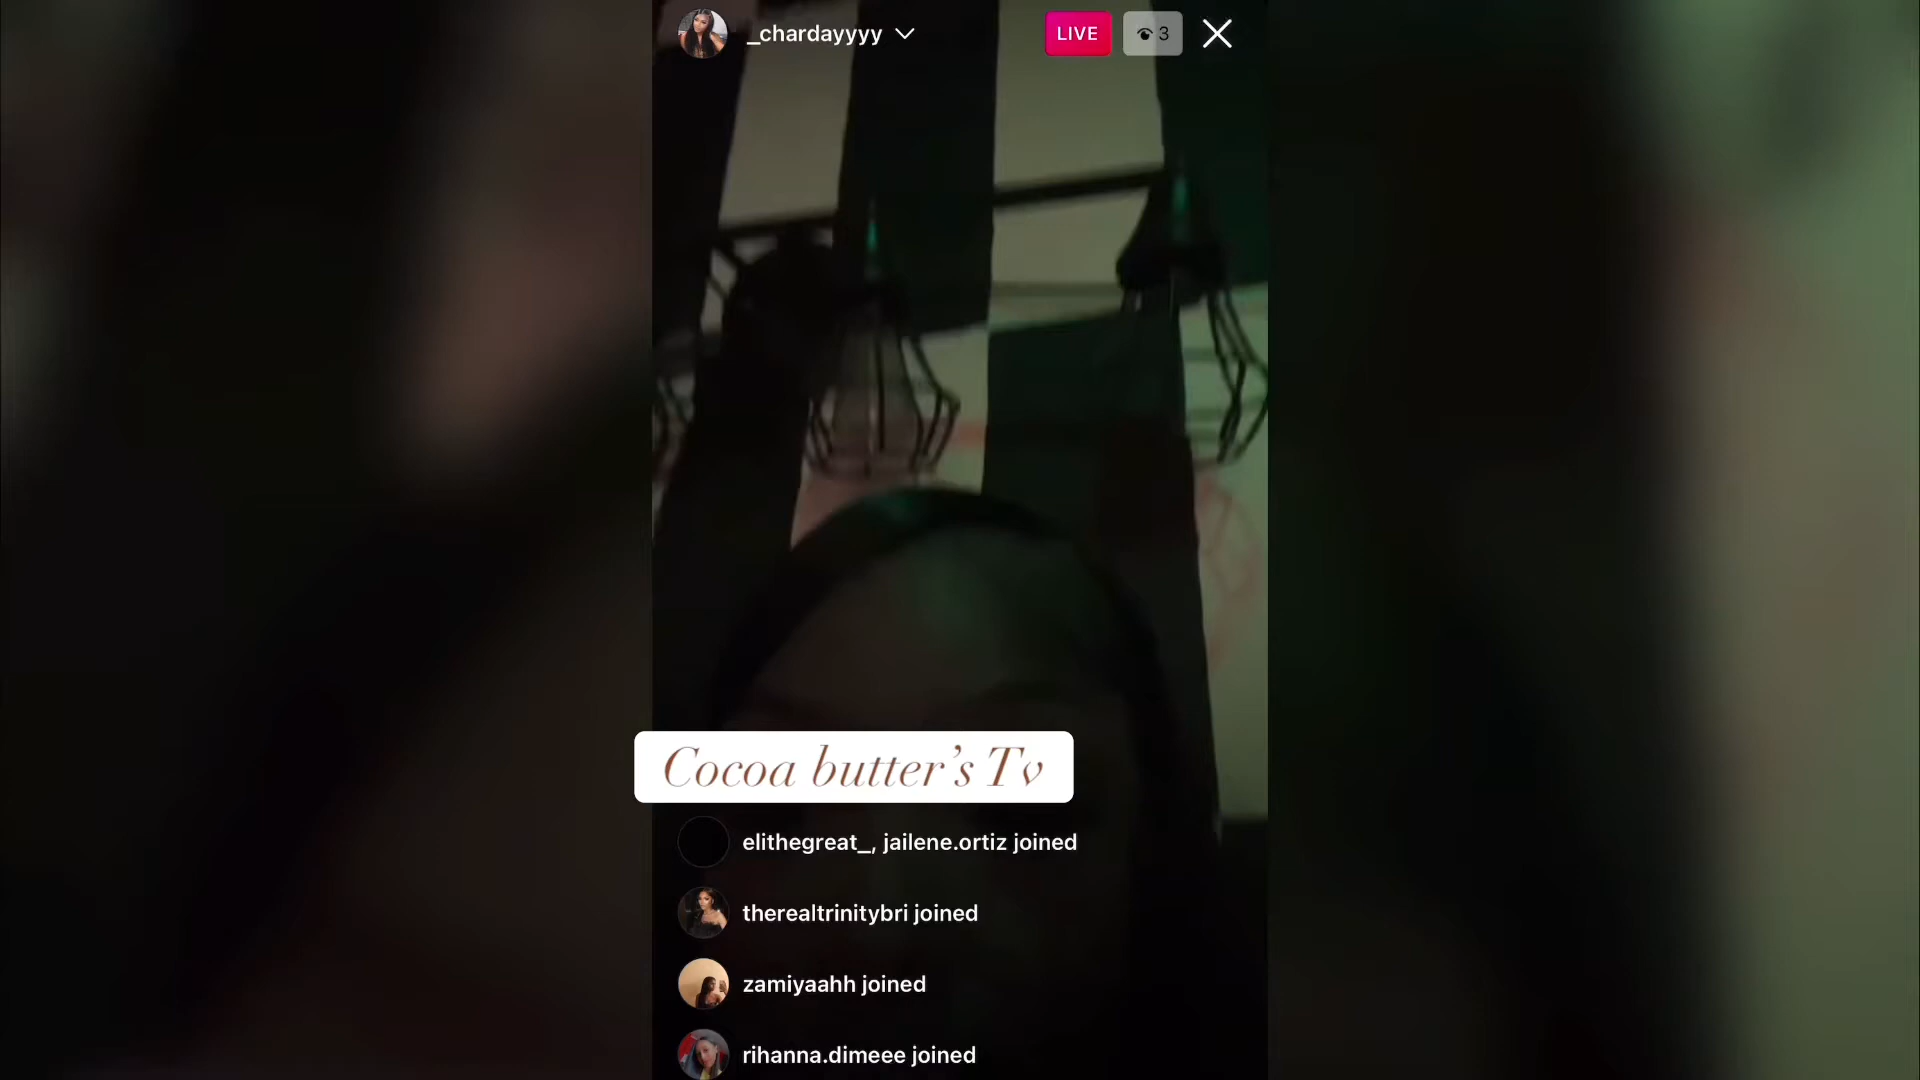 _chardayyyy
LIVE
3
Cocoa butter's Tv
elithegreat_, jailene.ortiz joined
therealtrinitybri joined
zamiyaahh joined
rihanna.dimeee joined